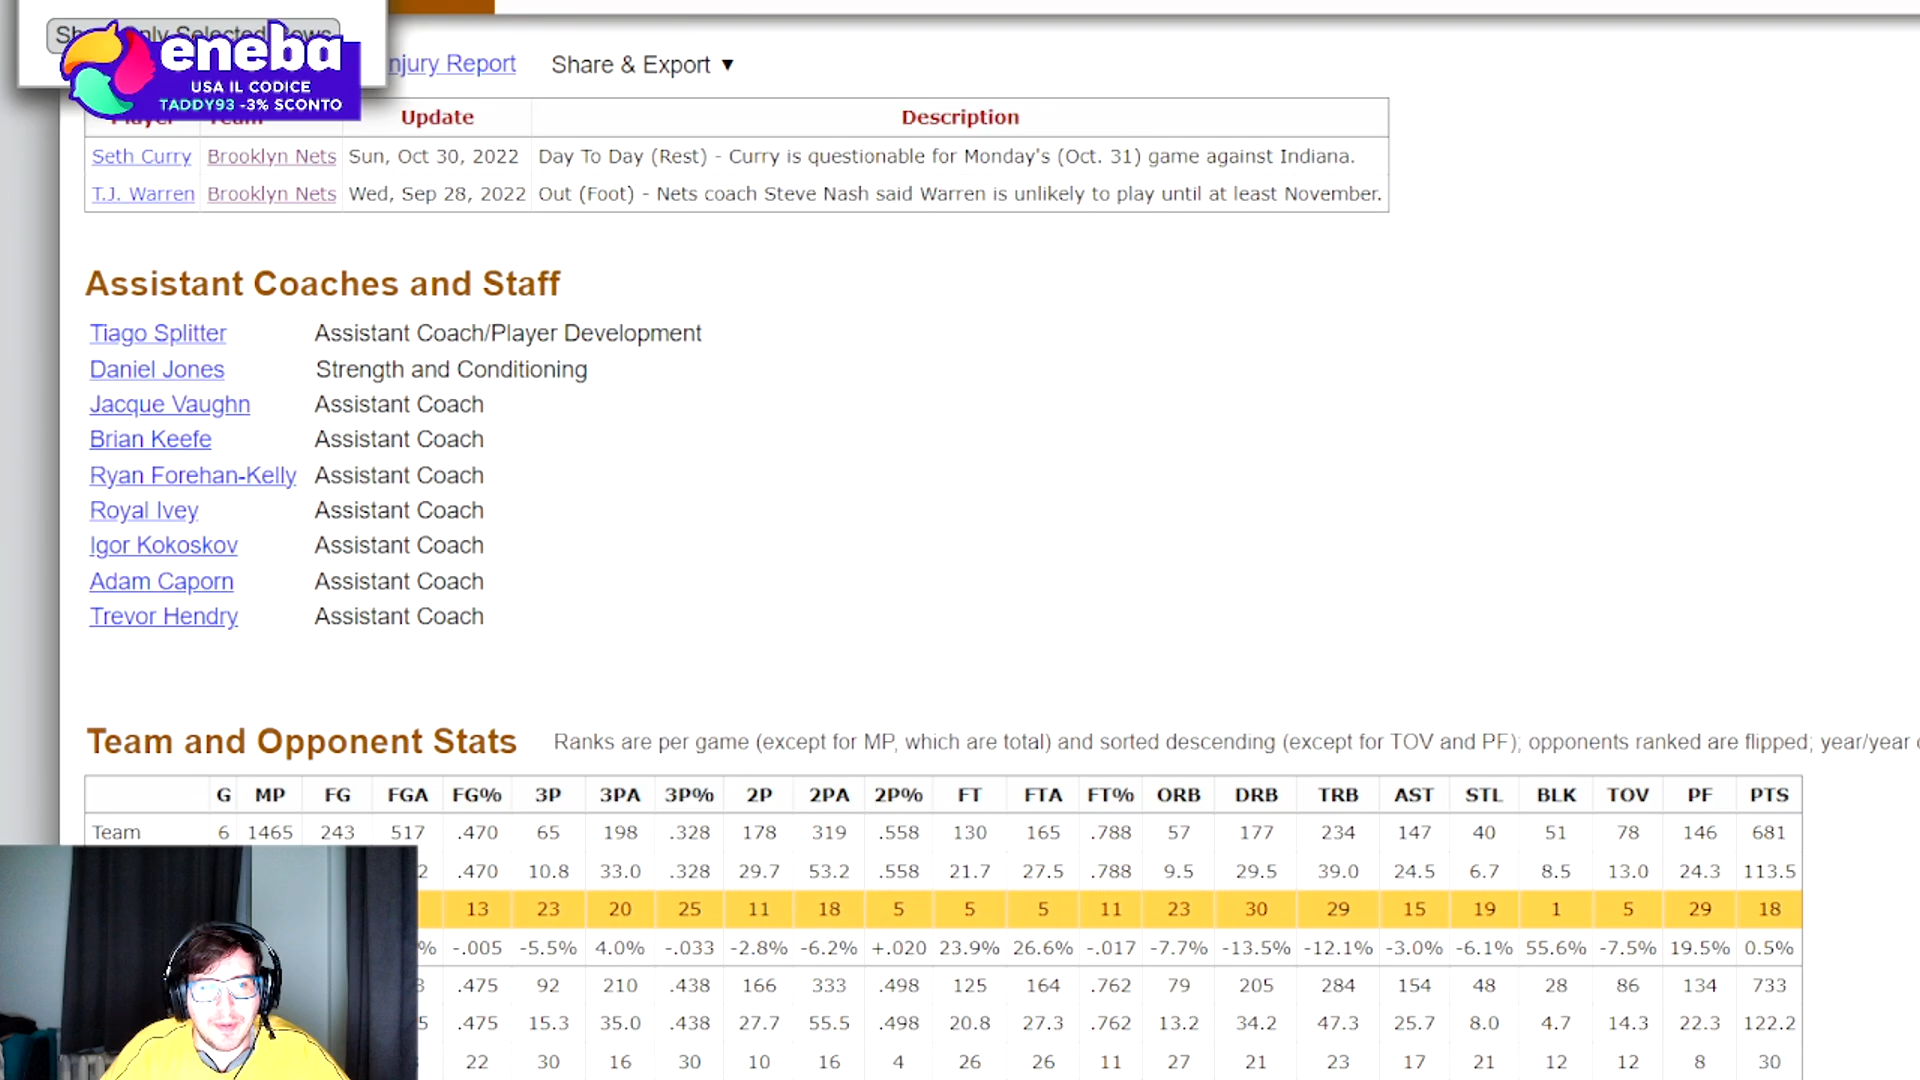 eneba
USA IL CODICE
TADDY93 -3% SCONTO
njury Report Share & Export ▼
Player Team Update Description
Seth Curry Brooklyn Nets Sun, Oct 30, 2022 Day To Day (Rest) - Curry is questionable for Monday's (Oct. 31) game against Indiana.
T.J. Warren Brooklyn Nets Wed, Sep 28, 2022 Out (Foot) - Nets coach Steve Nash said Warren is unlikely to play until at least November.
Assistant Coaches and Staff
Tiago Splitter Assistant Coach/Player Development
Daniel Jones Strength and Conditioning
Jacque Vaughn Assistant Coach
Brian Keefe Assistant Coach
Ryan Forehan-Kelly Assistant Coach
Royal Ivey Assistant Coach
Igor Kokoskov Assistant Coach
Adam Caporn Assistant Coach
Trevor Hendry Assistant Coach
Team and Opponent Stats Ranks are per game (except for MP, which are total) and sorted descending (except for TOV and PF); opponents ranked are flipped; year/year
G MP FG FGA FG% 3P 3PA 3P% 2P 2PA 2P% FT FTA FT% ORB DRB TRB AST STL BLK TOV PF PTS
Team 6 1465 243 517 .470 65 198 .328 178 319 .558 130 165 .788 57 177 234 147 40 51 78 146 681
2 .470 10.8 33.0 .328 29.7 53.2 .558 21.7 27.5 .788 9.5 29.5 39.0 24.5 6.7 8.5 13.0 24.3 113.5
13 23 20 25 11 18 5 5 5 11 23 30 29 15 19 1 5 29 18
% -.005 -5.5% 4.0% -.033 -2.8% -6.2% +.020 23.9% 26.6% -.017 -7.7% -13.5% -12.1% -3.0% -6.1% 55.6% -7.5% 19.5% 0.5%
3 .475 92 210 .438 166 333 .498 125 164 .762 79 205 284 154 48 28 86 134 733
5 .475 15.3 35.0 .438 27.7 55.5 .498 20.8 27.3 .762 13.2 34.2 47.3 25.7 8.0 4.7 14.3 22.3 122.2
22 30 16 30 10 16 4 26 26 11 27 21 23 17 21 12 12 8 30